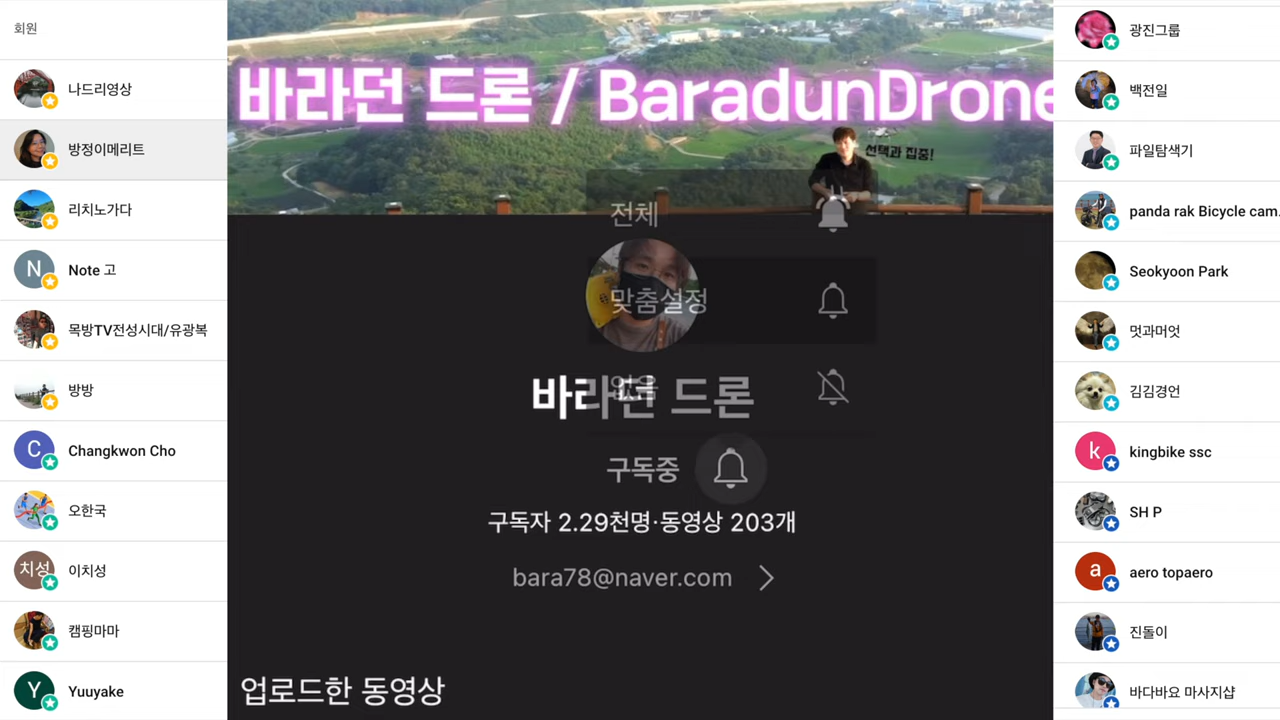 회원
나드리영상
방정이메리트
리치노가다
N
Note 고
목방TV전성시대/유광복
방방
C
Changkwon Cho
오한국
치성
이치성
캠핑마마
Y
Yuuyake
바라던 드론 / BaradunDrone
선택과 집중!
전체
맞춤설정
없음
바라던 드론
구독중
구독자 2.29천명·동영상 203개
bara78@naver.com
업로드한 동영상
광진그룹
백전일
파일탐색기
panda rak Bicycle cam.
Seokyoon Park
멋과머엇
김김경언
k
kingbike ssc
SH P
a
aero topaero
진돌이
바다바요 마사지샵